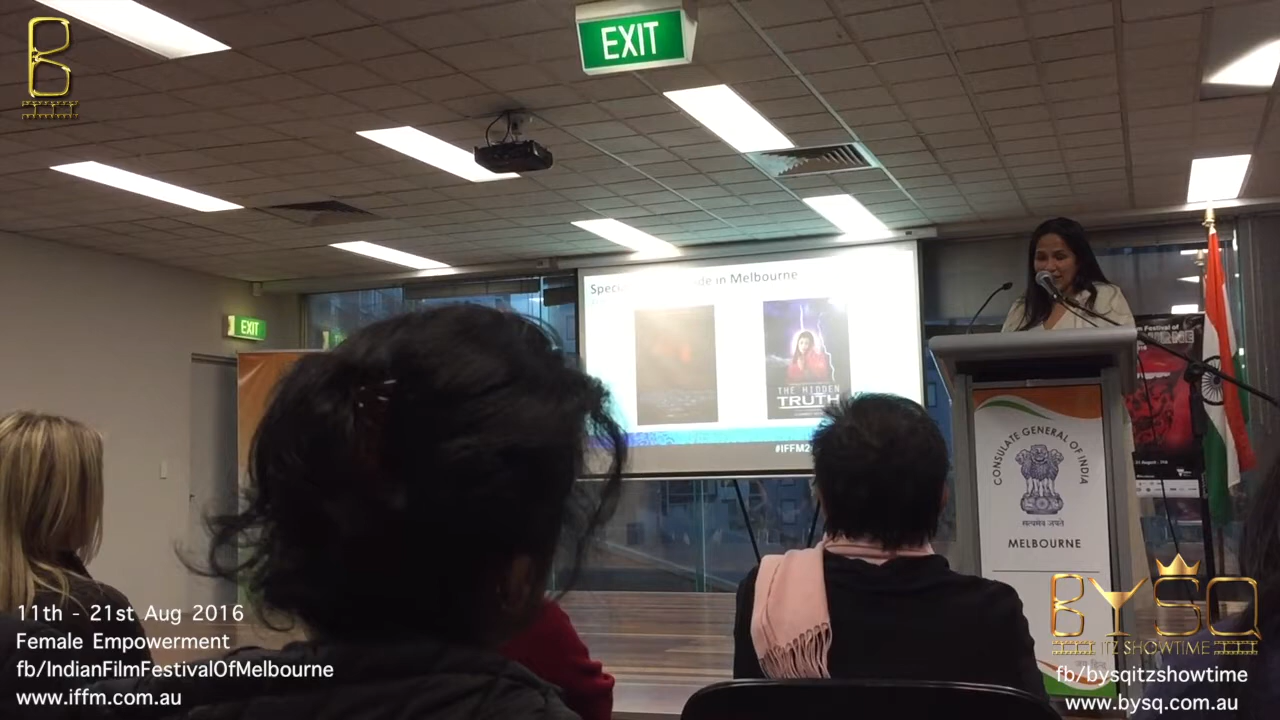 B
EXIT
EXIT
de in Melbourne
THE HIDDEN
TRUTH
#IFFM2
CONSULATE GENERAL OF INDIA
सत्यमेव जयते
MELBOURNE
Festival of
11th - 21st Aug 2016
Female Empowerment
fb/IndianFilmFestivalOfMelbourne
www.iffm.com.au
BYSQ
ITZ SHOWTIME
fb/bysqitzshowtime
www.bysq.com.au